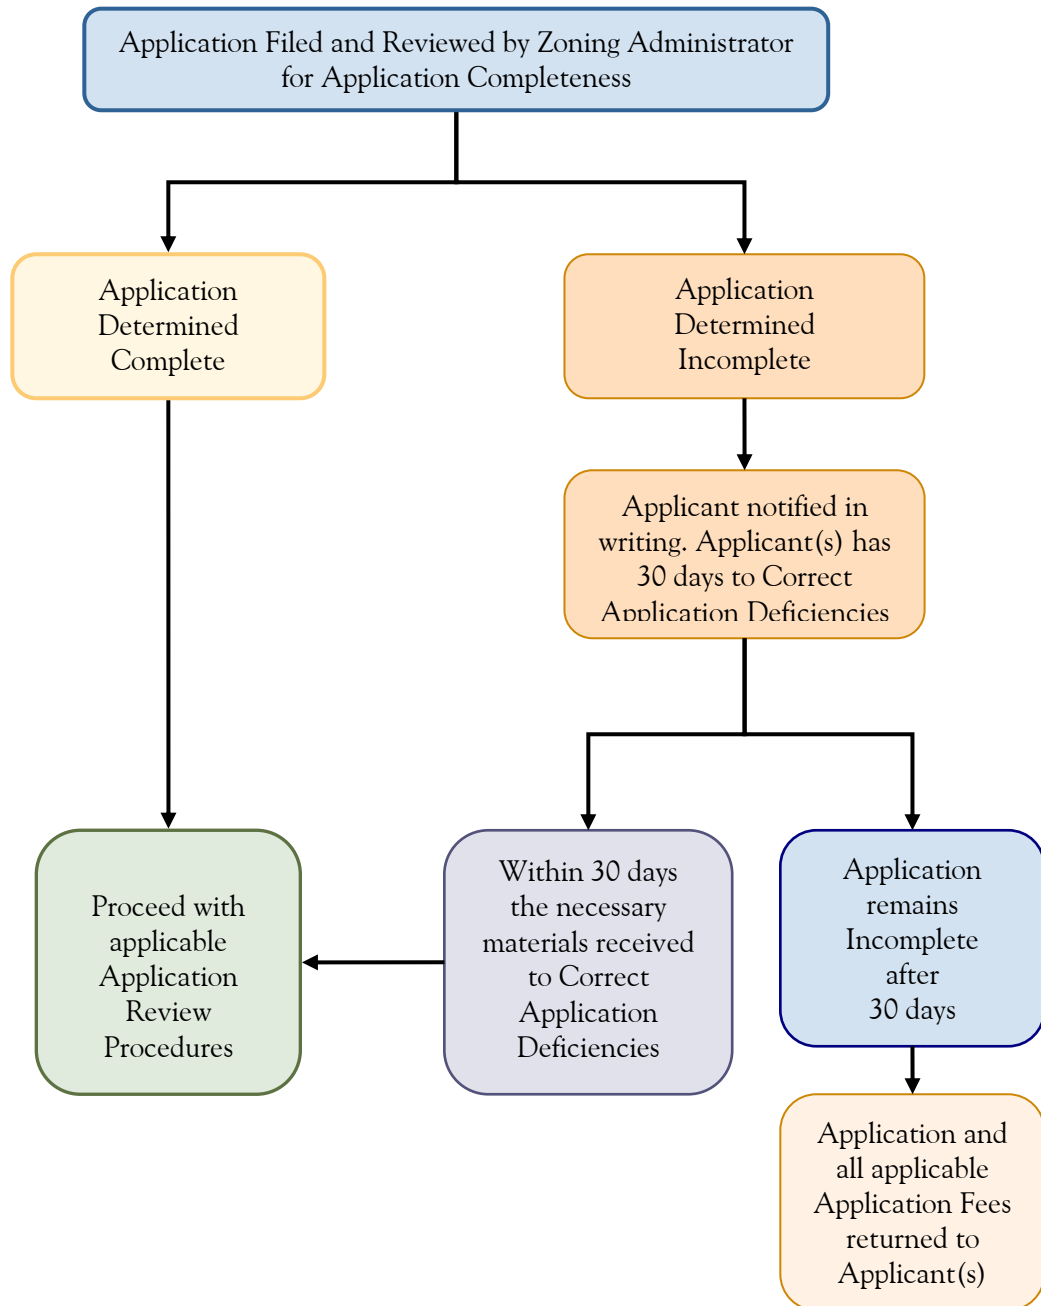 Application Filed and Reviewed by Zoning Administrator
for Application Completeness
Application
Determined
Complete
Application
Determined
Incomplete
Applicant notified in
writing. Applicant(s) has
30 days to Correct
Application Deficiencies
Proceed with
applicable
Application
Review
Procedures
Within 30 days
the necessary
materials received
to Correct
Application
Deficiencies
Application
remains
Incomplete
after
30 days
Application and
all applicable
Application Fees
returned to
Applicant(s)